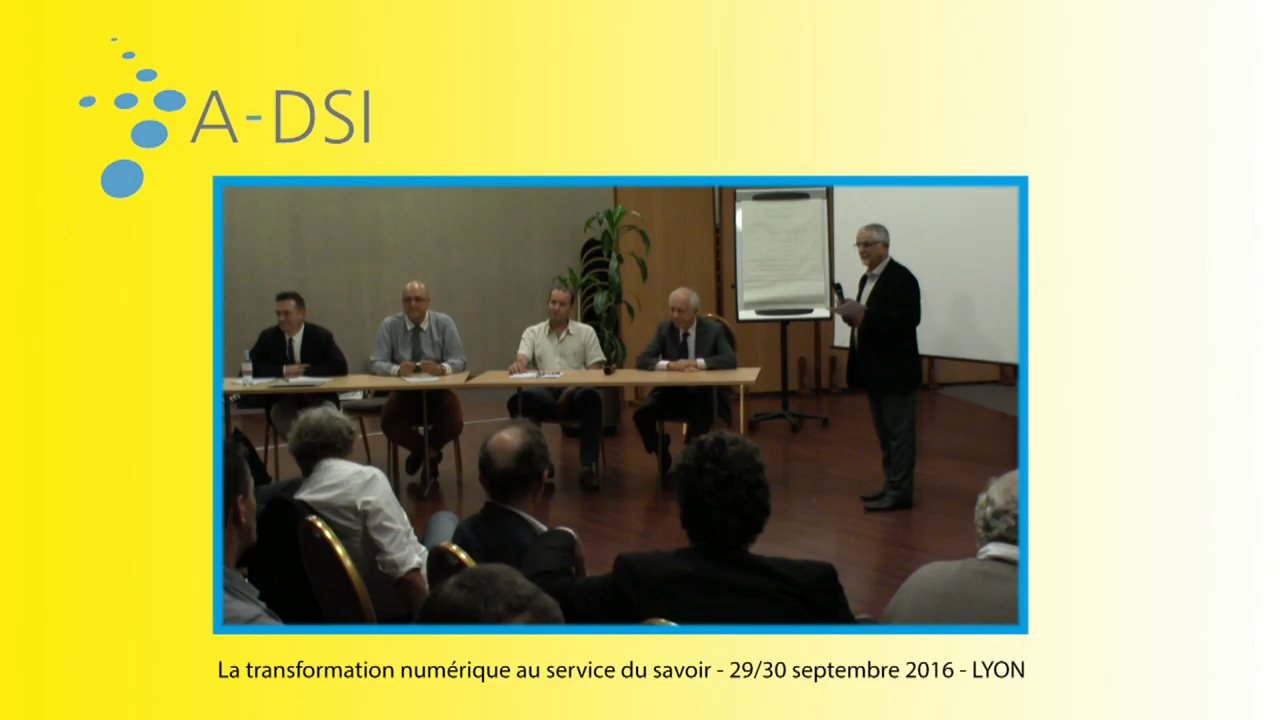 A-DSI
La transformation numérique au service du savoir - 29/30 septembre 2016 - LYON